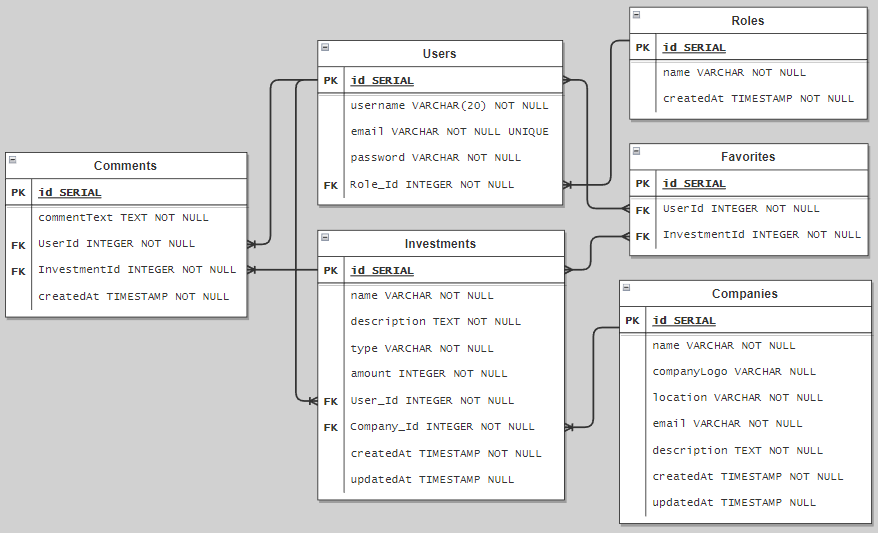 Comments
PK id SERIAL
commentText TEXT NOT NULL
FK UserId INTEGER NOT NULL
FK InvestmentId INTEGER NOT NULL
createdAt TIMESTAMP NOT NULL
Users
PK id SERIAL
username VARCHAR(20) NOT NULL
email VARCHAR NOT NULL UNIQUE
password VARCHAR NOT NULL
FK Role_Id INTEGER NOT NULL
Investments
PK id SERIAL
name VARCHAR NOT NULL
description TEXT NOT NULL
type VARCHAR NOT NULL
amount INTEGER NOT NULL
FK User_Id INTEGER NOT NULL
FK Company_Id INTEGER NOT NULL
createdAt TIMESTAMP NOT NULL
updatedAt TIMESTAMP NULL
Roles
PK id SERIAL
name VARCHAR NOT NULL
createdAt TIMESTAMP NOT NULL
Favorites
PK id SERIAL
FK UserId INTEGER NOT NULL
FK InvestmentId INTEGER NOT NULL
Companies
PK id SERIAL
name VARCHAR NOT NULL
companyLogo VARCHAR NULL
location VARCHAR NOT NULL
email VARCHAR NOT NULL
description TEXT NOT NULL
createdAt TIMESTAMP NOT NULL
updatedAt TIMESTAMP NULL